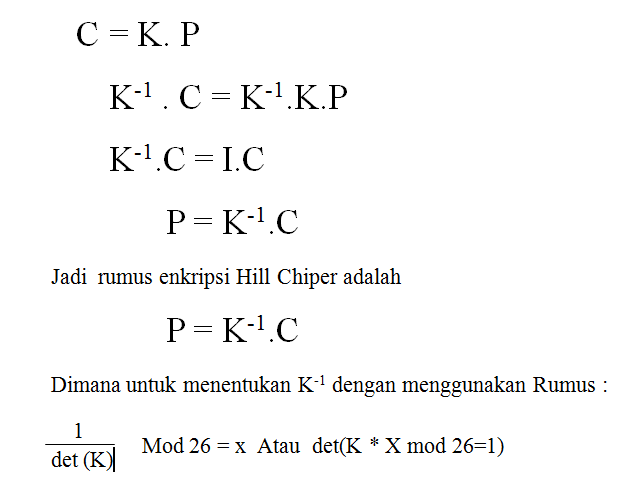 C = K. P
K⁻¹ . C = K⁻¹.K.P
K⁻¹.C = I.C
P = K⁻¹.C
Jadi rumus enkripsi Hill Chiper adalah
P = K⁻¹.C
Dimana untuk menentukan K⁻¹ dengan menggunakan Rumus :
1
det (K) Mod 26 = x Atau det(K * X mod 26=1)